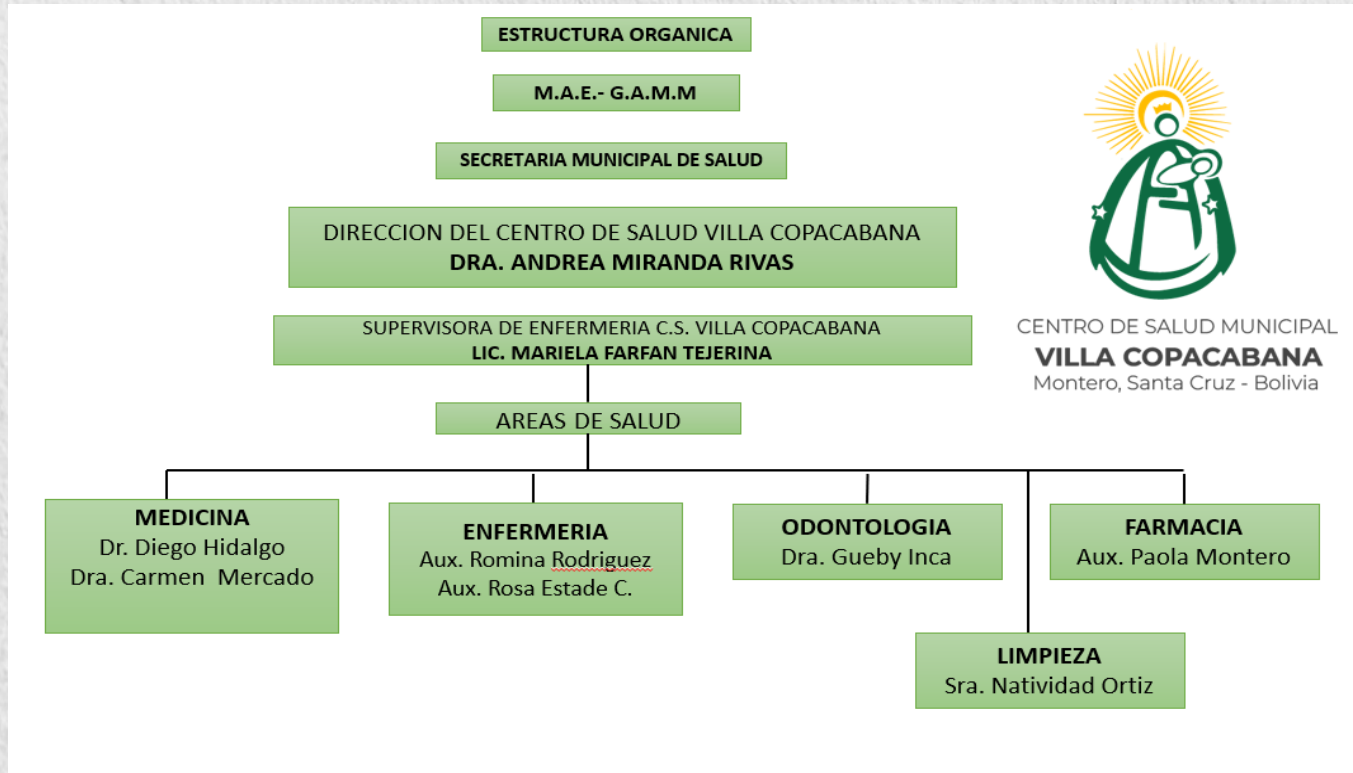 ESTRUCTURA ORGANICA
M.A.E.- G.A.M.M
SECRETARIA MUNICIPAL DE SALUD
DIRECCION DEL CENTRO DE SALUD VILLA COPACABANA
DRA. ANDREA MIRANDA RIVAS
SUPERVISORA DE ENFERMERIA C.S. VILLA COPACABANA
LIC. MARIELA FARFAN TEJERINA
CENTRO DE SALUD MUNICIPAL
VILLA COPACABANA
Montero, Santa Cruz - Bolivia
AREAS DE SALUD
MEDICINA
Dr. Diego Hidalgo
Dra. Carmen Mercado
ENFERMERIA
Aux. Romina Rodriguez
Aux. Rosa Estade C.
ODONTOLOGIA
Dra. Gueby Inca
FARMACIA
Aux. Paola Montero
LIMPIEZA
Sra. Natividad Ortiz